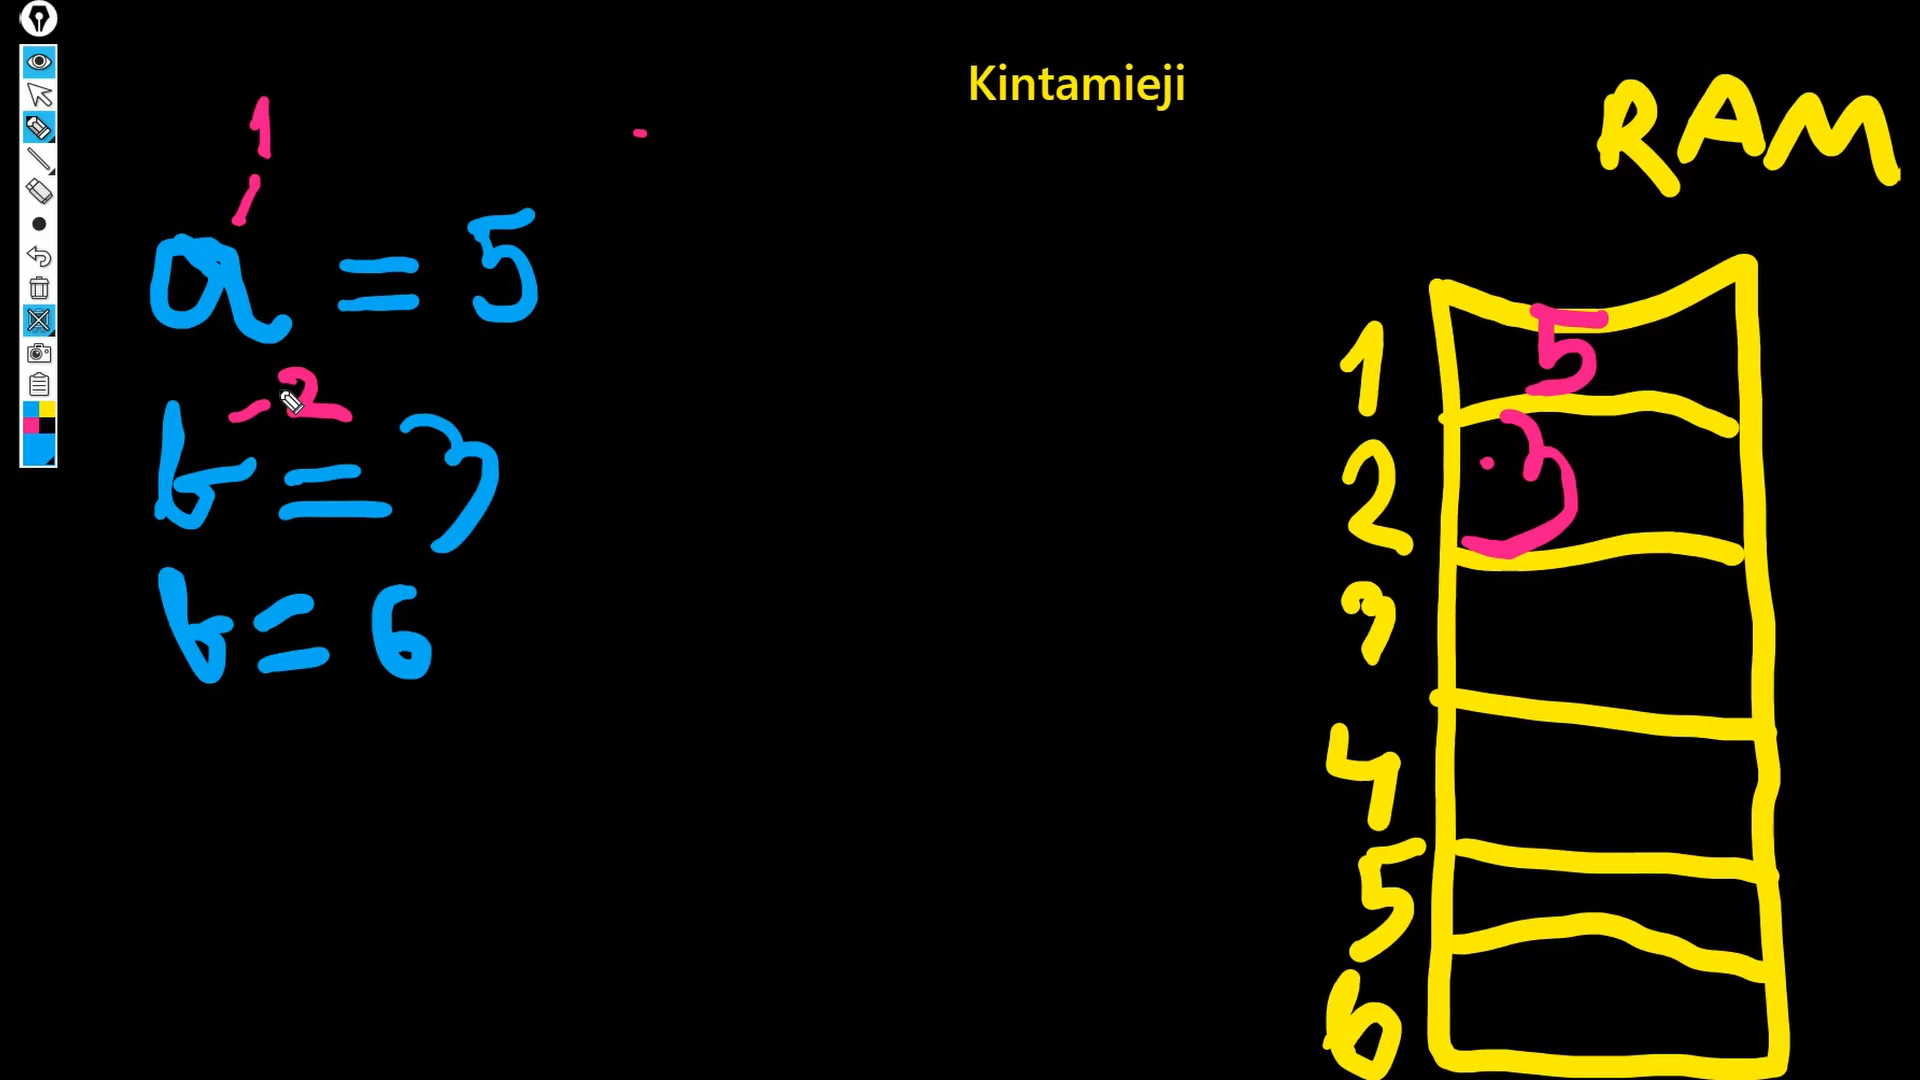 Kintamieji
RAM
1
a = 5
2
b = 3
b = 6
1 5
2 3
3
4
5
6